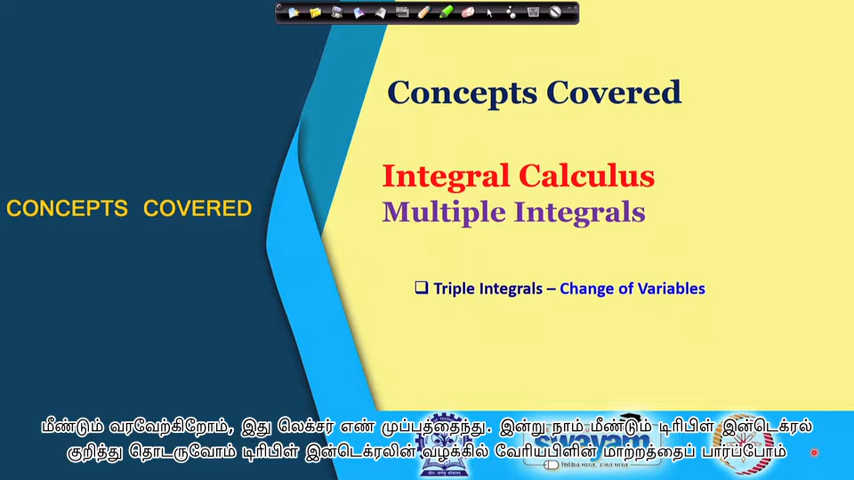 Concepts Covered
CONCEPTS COVERED
Integral Calculus
Multiple Integrals
Triple Integrals – Change of Variables
மீண்டும் வரவேற்கிறோம், இது லெக்சர் எண் முப்பத்தைந்து. இன்று நாம் மீண்டும் டிரிபிள் இன்டெக்ரல்
குறித்து தொடருவோம் டிரிபிள் இன்டெக்ரலின் வழக்கில் வேரியபிளின் மாற்றத்தைப் பார்ப்போம்
swayam